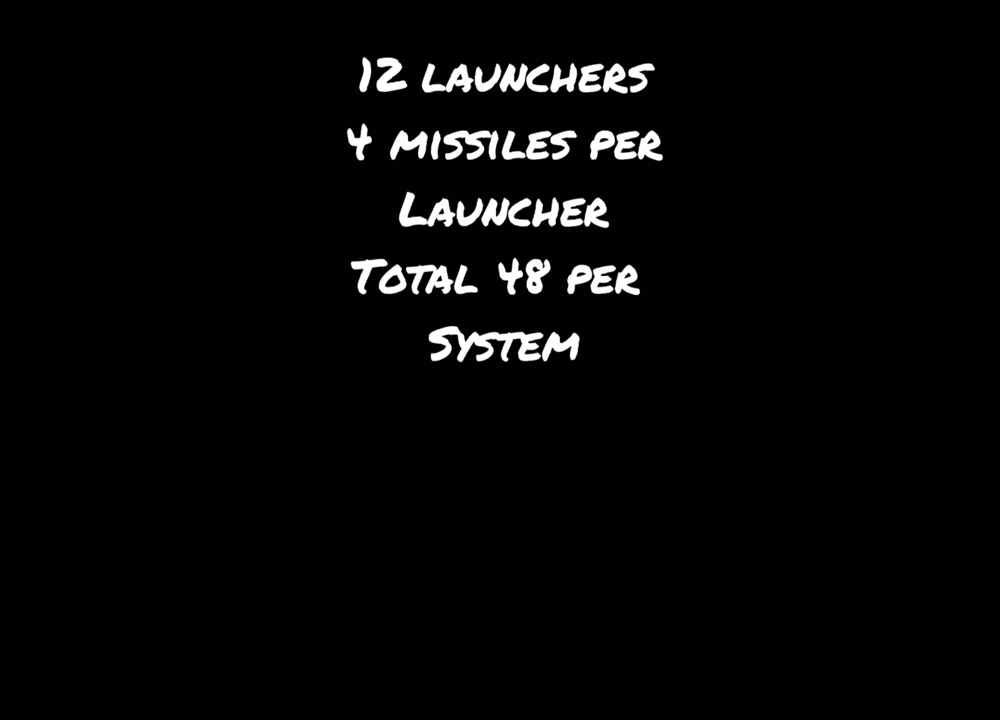 12 launchers
4 missiles per
Launcher
Total 48 per
System